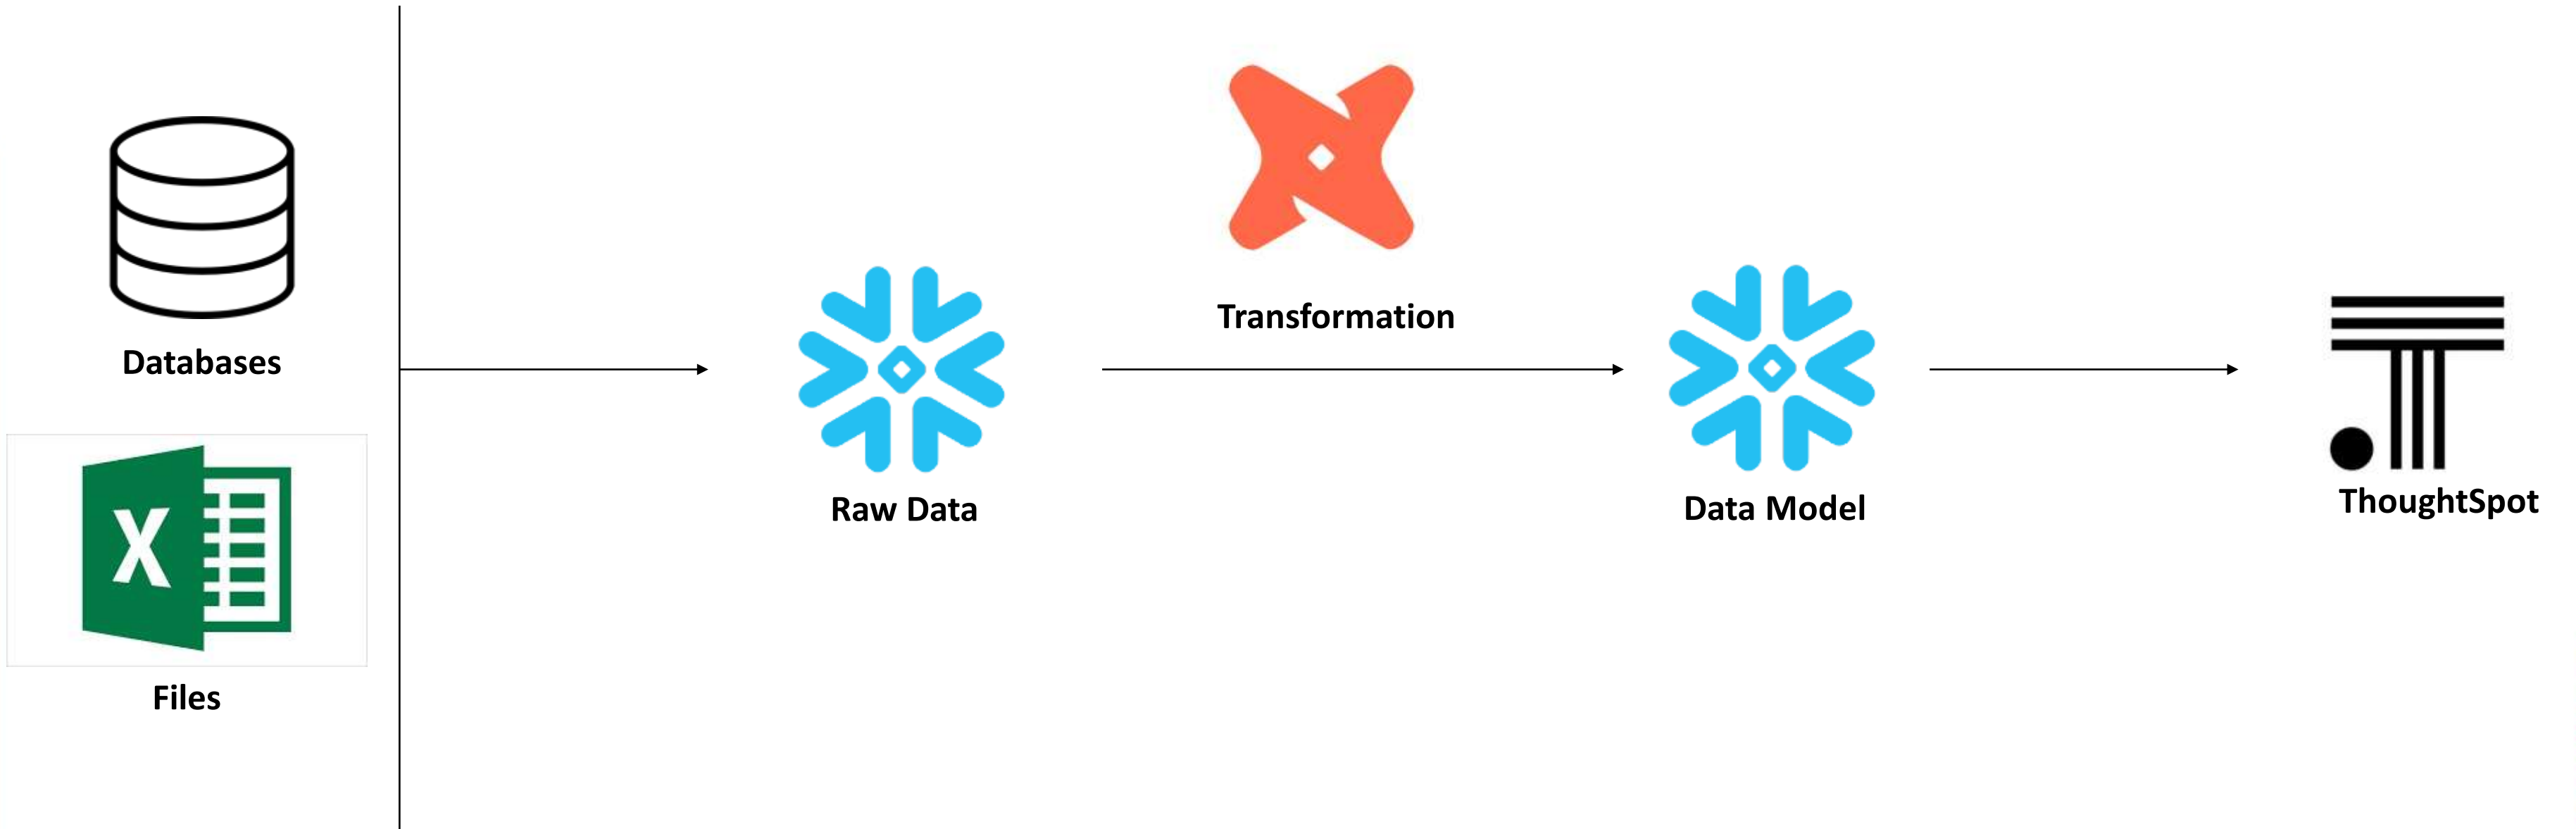 Databases
Files
Raw Data
Transformation
Data Model
ThoughtSpot